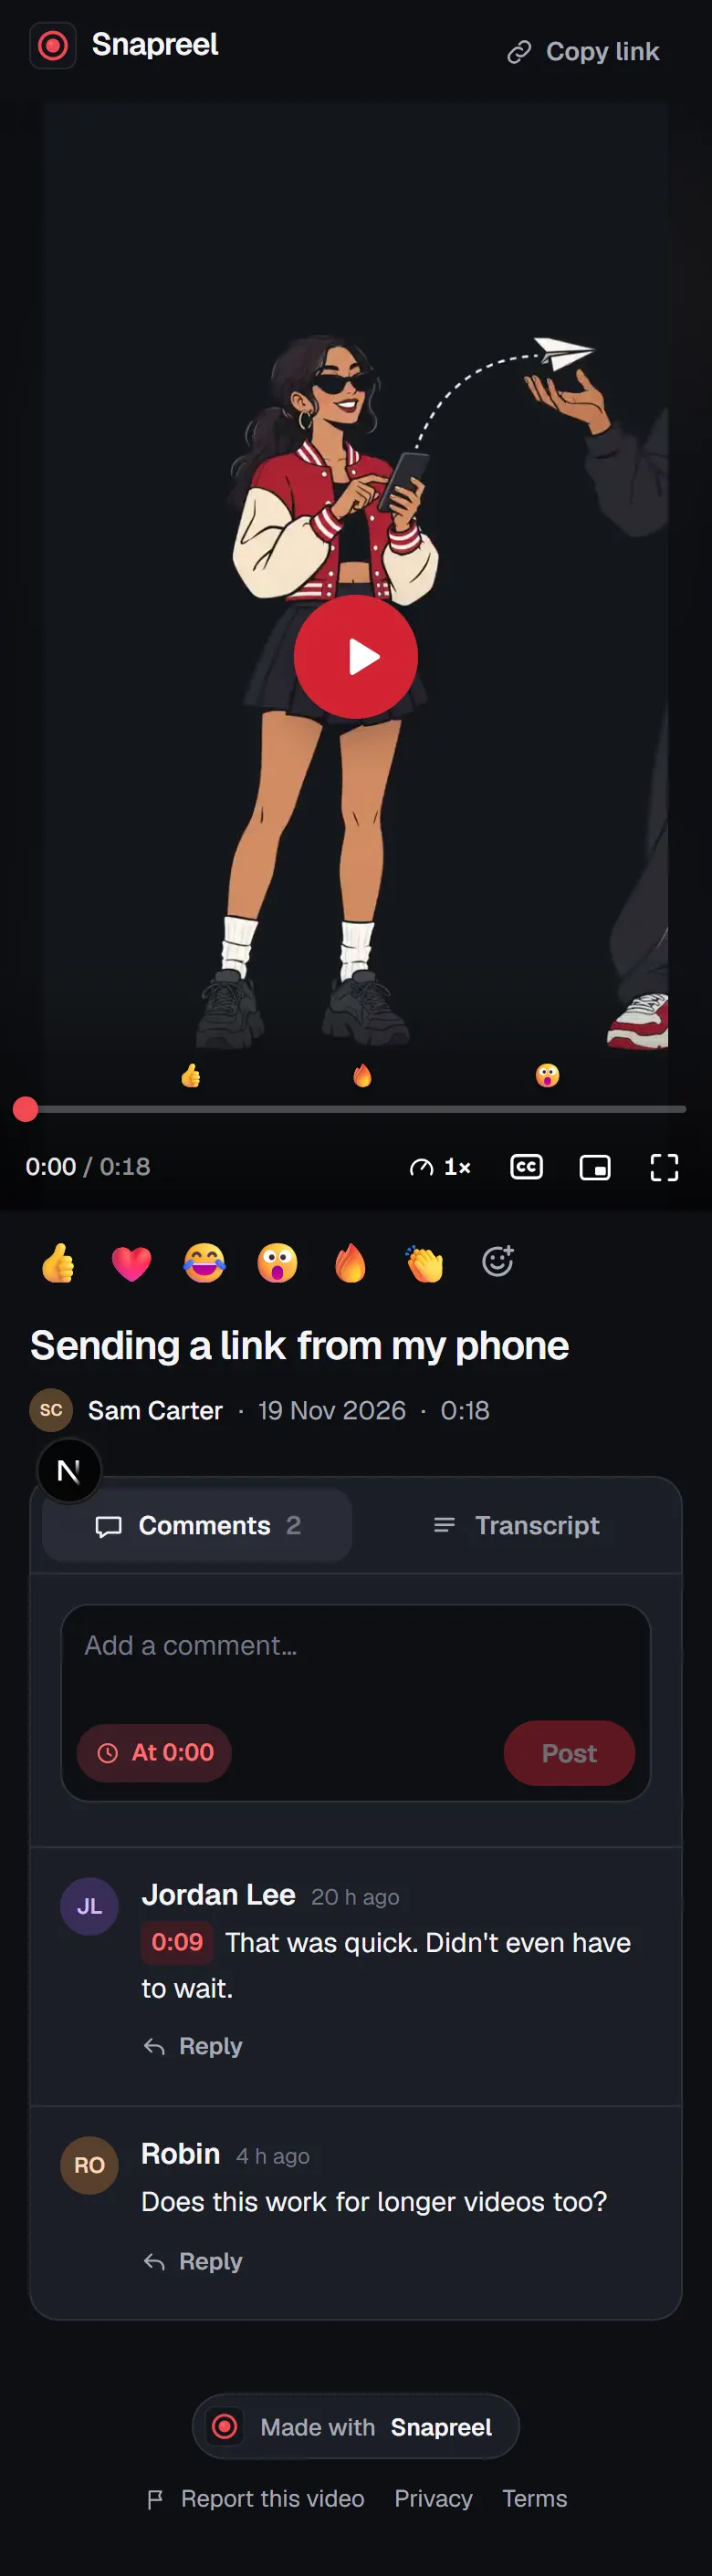 Snapreel
Copy link
0:00 / 0:18
1×
CC
Sending a link from my phone
SC Sam Carter · 19 Nov 2026 · 0:18
N
Comments 2
Transcript
Add a comment…
At 0:00
Post
JL
Jordan Lee 20 h ago
0:09 That was quick. Didn't even have
to wait.
Reply
RO
Robin 4 h ago
Does this work for longer videos too?
Reply
Made with Snapreel
Report this video Privacy Terms